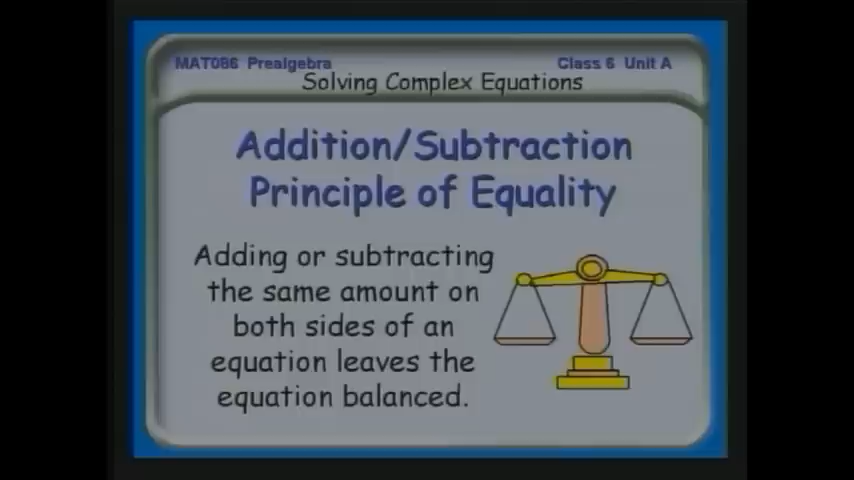 MAT086 Prealgebra Class 6 Unit A
Solving Complex Equations
Addition/Subtraction
Principle of Equality
Adding or subtracting
the same amount on
both sides of an
equation leaves the
equation balanced.